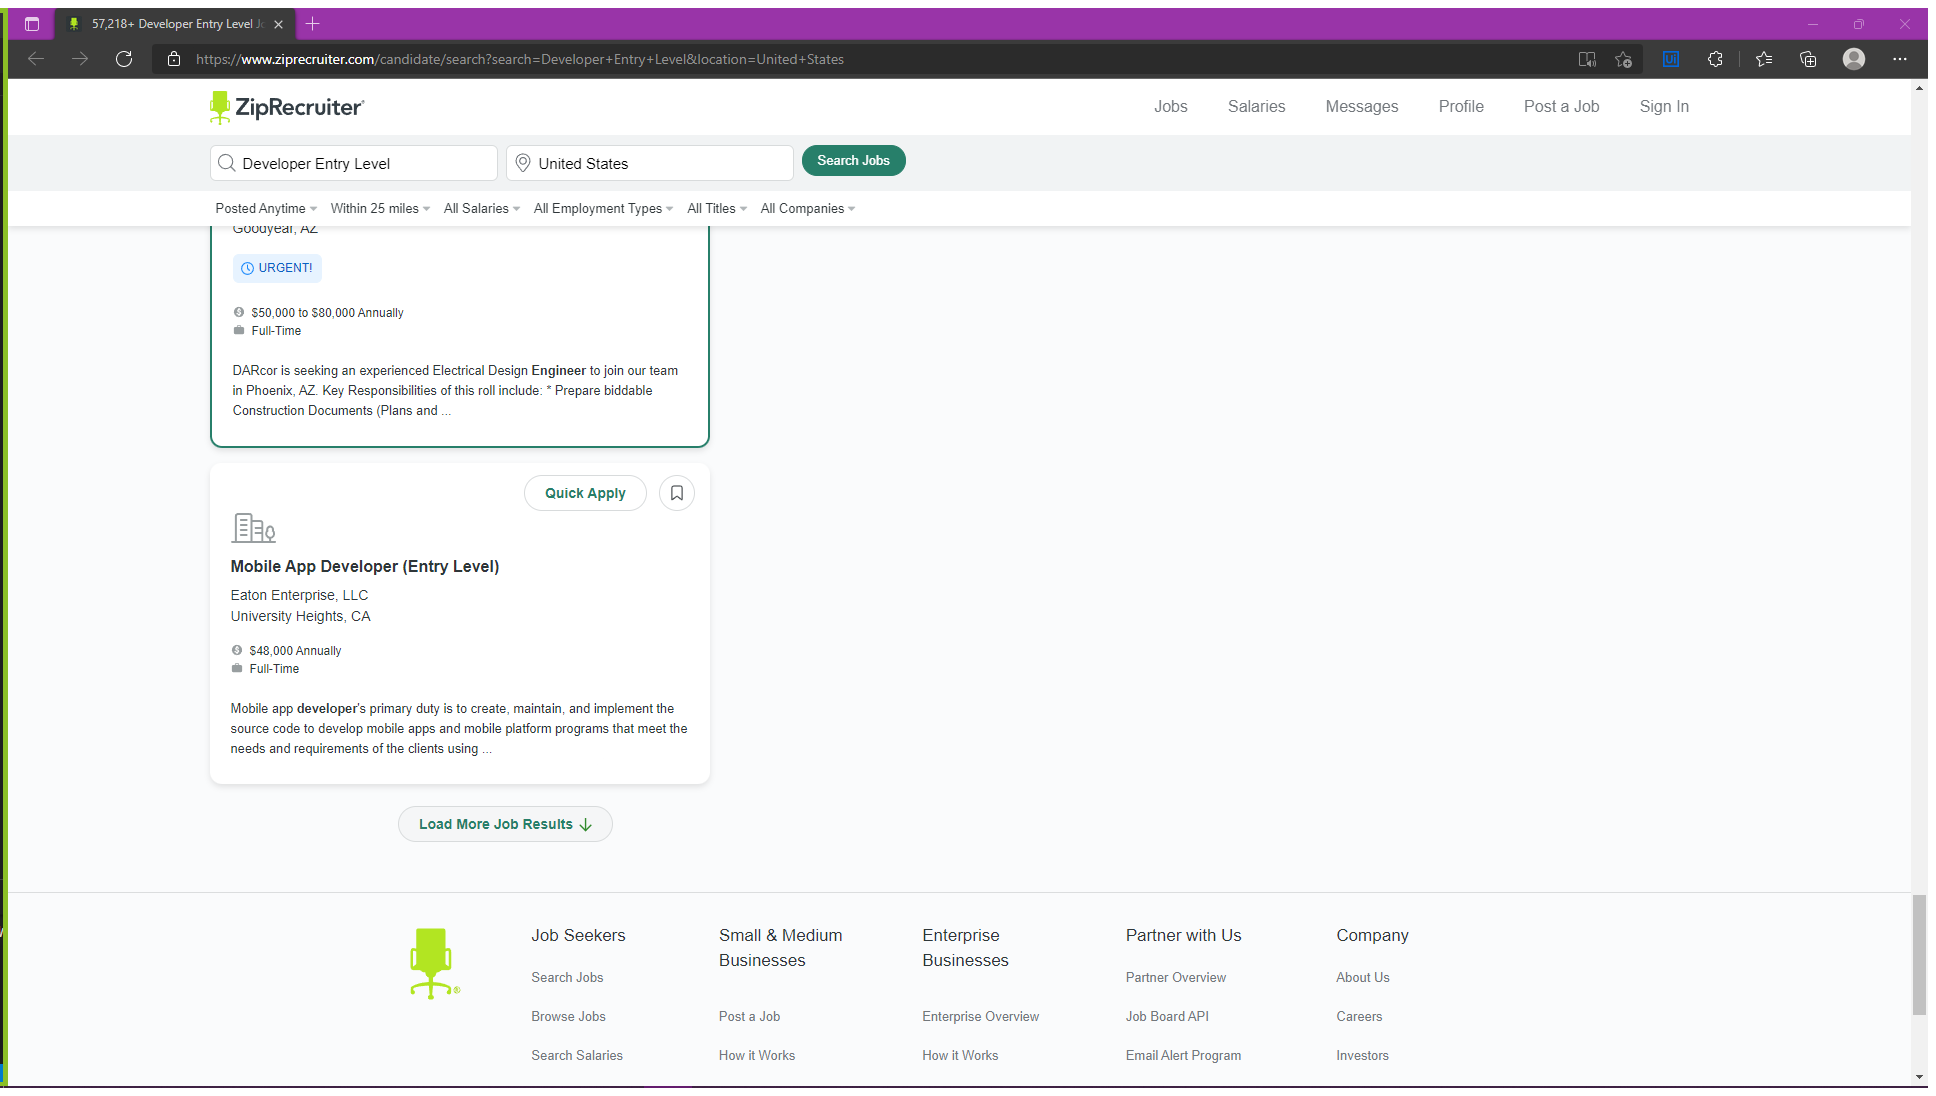 57,218+ Developer Entry Level Jo
https://www.ziprecruiter.com/candidate/search?search=Developer+Entry+Level&location=United+States
ZipRecruiter
Jobs
Salaries
Messages
Profile
Post a Job
Sign In
Developer Entry Level
United States
Search Jobs
Posted Anytime
Within 25 miles
All Salaries
All Employment Types
All Titles
All Companies
Goodyear, AZ
URGENT!
$50,000 to $80,000 Annually
Full-Time
DARcor is seeking an experienced Electrical Design Engineer to join our team
in Phoenix, AZ. Key Responsibilities of this roll include: * Prepare biddable
Construction Documents (Plans and ...
Quick Apply
Mobile App Developer (Entry Level)
Eaton Enterprise, LLC
University Heights, CA
$48,000 Annually
Full-Time
Mobile app developer's primary duty is to create, maintain, and implement the
source code to develop mobile apps and mobile platform programs that meet the
needs and requirements of the clients using ...
Load More Job Results
Job Seekers
Search Jobs
Browse Jobs
Search Salaries
Small & Medium
Businesses
Post a Job
How it Works
Enterprise
Businesses
Enterprise Overview
How it Works
Partner with Us
Partner Overview
Job Board API
Email Alert Program
Company
About Us
Careers
Investors